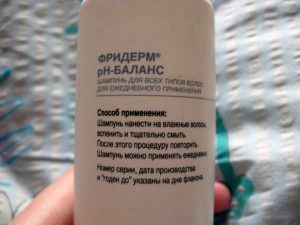 ФРИДЕРМ®
pH-БАЛАНС
ШАМПУНЬ ДЛЯ ВСЕХ ТИПОВ ВОЛОС
ДЛЯ ЕЖЕДНЕВНОГО ПРИМЕНЕНИЯ
Способ применения:
Шампунь нанести на влажные волосы,
вспенить и тщательно смыть.
После этого процедуру повторить.
Шампунь можно применять ежедневно.
Номер серии, дата производства
и "годен до" указаны на дне флакона.